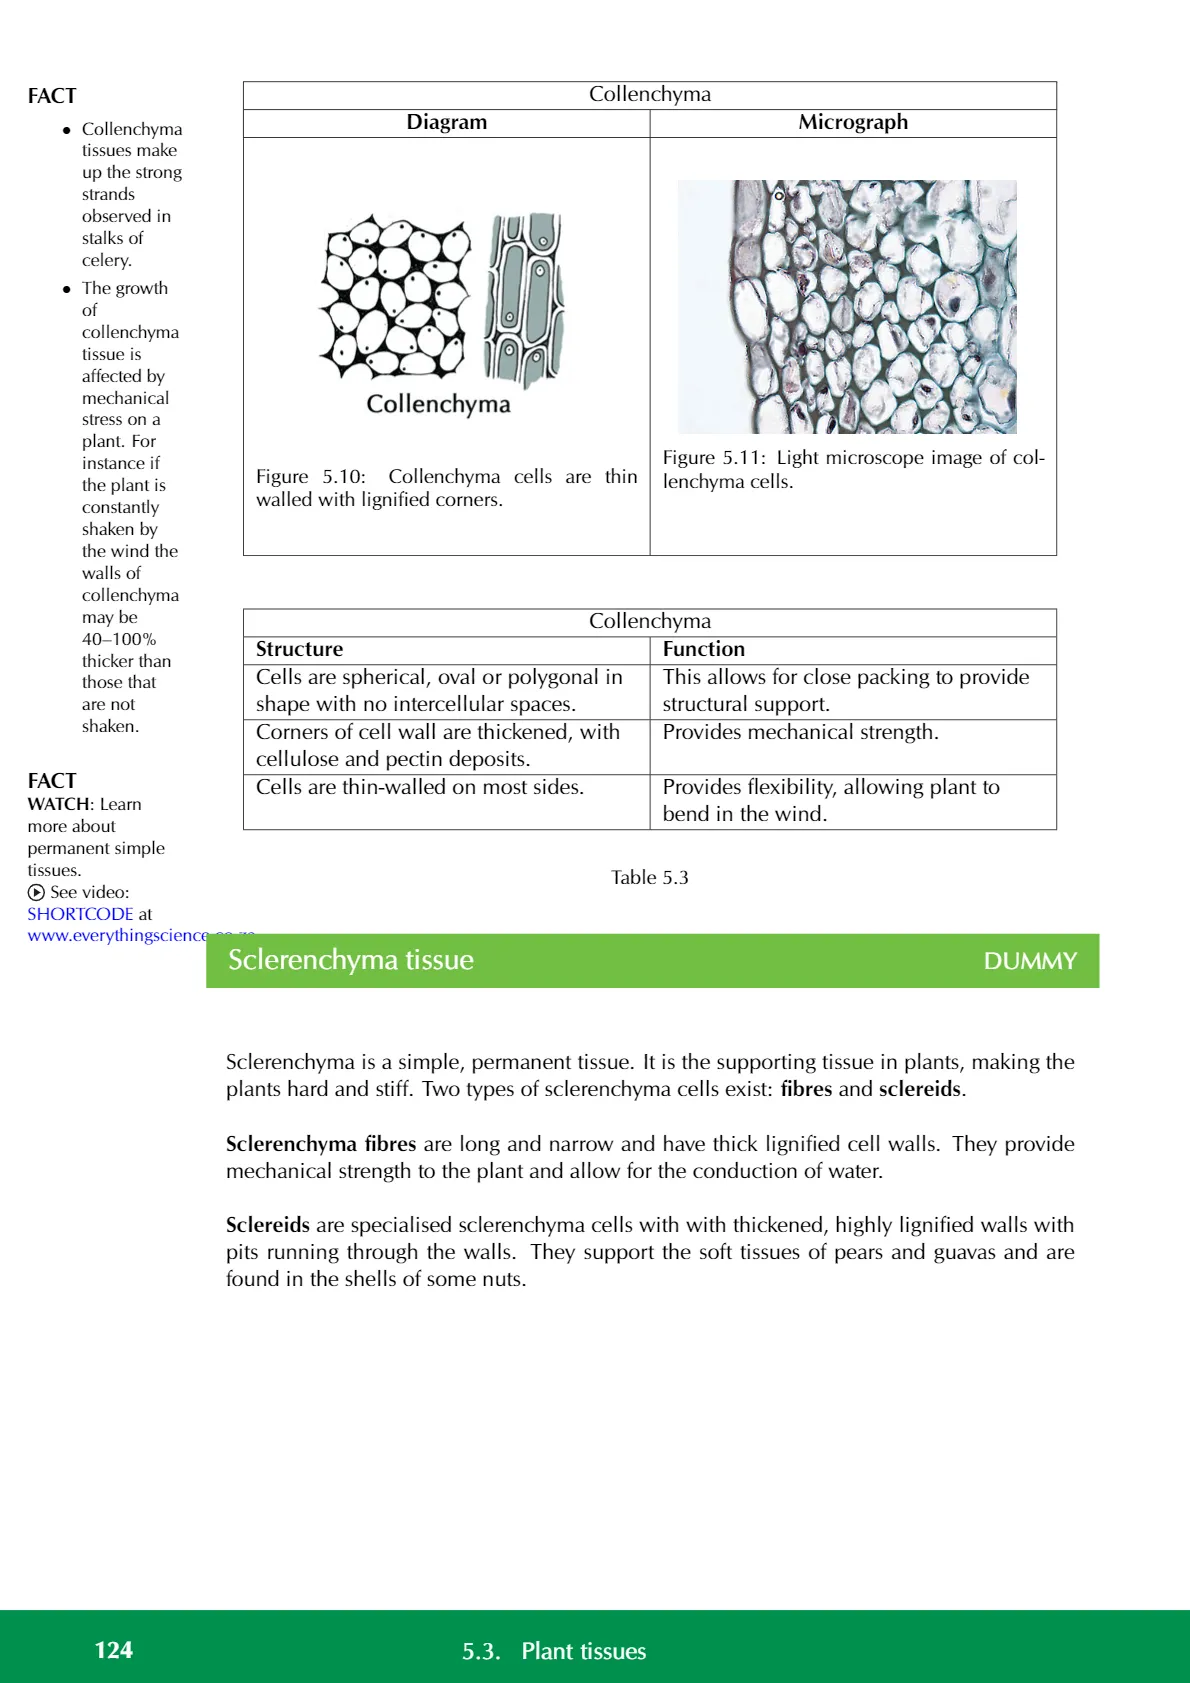 FACT
• Collenchyma
tissues make
up the strong
strands
observed in
stalks of
celery.
• The growth
of
collenchyma
tissue is
affected by
mechanical
stress on a
plant. For
instance if
the plant is
constantly
shaken by
the wind the
walls of
collenchyma
may be
40–100%
thicker than
those that
are not
shaken.
FACT
WATCH: Learn
more about
permanent simple
tissues.
See video:
SHORTCODE at
www.everythingscience
Collenchyma
Diagram Micrograph
Collenchyma
Figure 5.10: Collenchyma cells are thin
walled with lignified corners.
Figure 5.11: Light microscope image of col-
lenchyma cells.
Collenchyma
Structure Function
Cells are spherical, oval or polygonal in
shape with no intercellular spaces.
This allows for close packing to provide
structural support.
Corners of cell wall are thickened, with
cellulose and pectin deposits.
Provides mechanical strength.
Cells are thin-walled on most sides.
Provides flexibility, allowing plant to
bend in the wind.
Table 5.3
Sclerenchyma tissue DUMMY
Sclerenchyma is a simple, permanent tissue. It is the supporting tissue in plants, making the
plants hard and stiff. Two types of sclerenchyma cells exist: fibres and sclereids.
Sclerenchyma fibres are long and narrow and have thick lignified cell walls. They provide
mechanical strength to the plant and allow for the conduction of water.
Sclereids are specialised sclerenchyma cells with with thickened, highly lignified walls with
pits running through the walls. They support the soft tissues of pears and guavas and are
found in the shells of some nuts.
124 5.3. Plant tissues